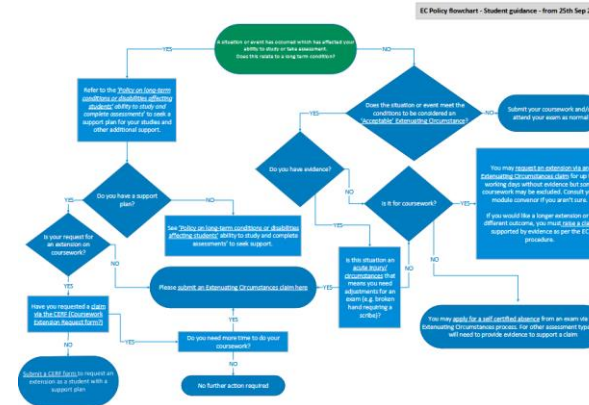 EC Policy flowchart - Student guidance - from 25th Sep 2
A situation or event has occurred which has affected your
ability to study or take assessment.
Does this relate to a long term condition?
YES
NO
Refer to the 'Policy on long-term
conditions or disabilities affecting
students' ability to study and
complete assessments' to seek a
support plan for your studies and
other additional support.
Does the situation or event meet the
conditions to be considered an
'Acceptable' Extenuating Circumstance?
NO
Submit your coursework and/
attend your exam as normal
YES
Do you have evidence?
NO
Is it for coursework?
YES
You may request an extension via an
Extenuating Circumstances claim for up
working days without evidence but som
coursework may be excluded. Consult yo
module convenor if you aren't sure.
If you would like a longer extension or
different outcome, you must raise a clai
supported by evidence as per the EC
procedure.
YES
Do you have a support
plan?
NO
YES
See 'Policy on long-term conditions or disabilities
affecting students' ability to study and complete
assessments' to seek support.
Is your request for
an extension on
coursework?
NO
YES
Is this situation an
acute injury/
circumstances that
means you need
adjustments for an
exam (e.g. broken
hand requiring a
scribe)?
NO
NO
YES
Please submit an Extenuating Circumstances claim here
Have you requested a claim
via the CERF (Coursework
Extension Request form?)
YES
YES
Do you need more time to do your
coursework?
You may apply for a self certified absence from an exam via
Extenuating Circumstances process. For other assessment type
will need to provide evidence to support a claim
NO
NO
Submit a CERF form to request an
extension as a student with a
support plan
No further action required